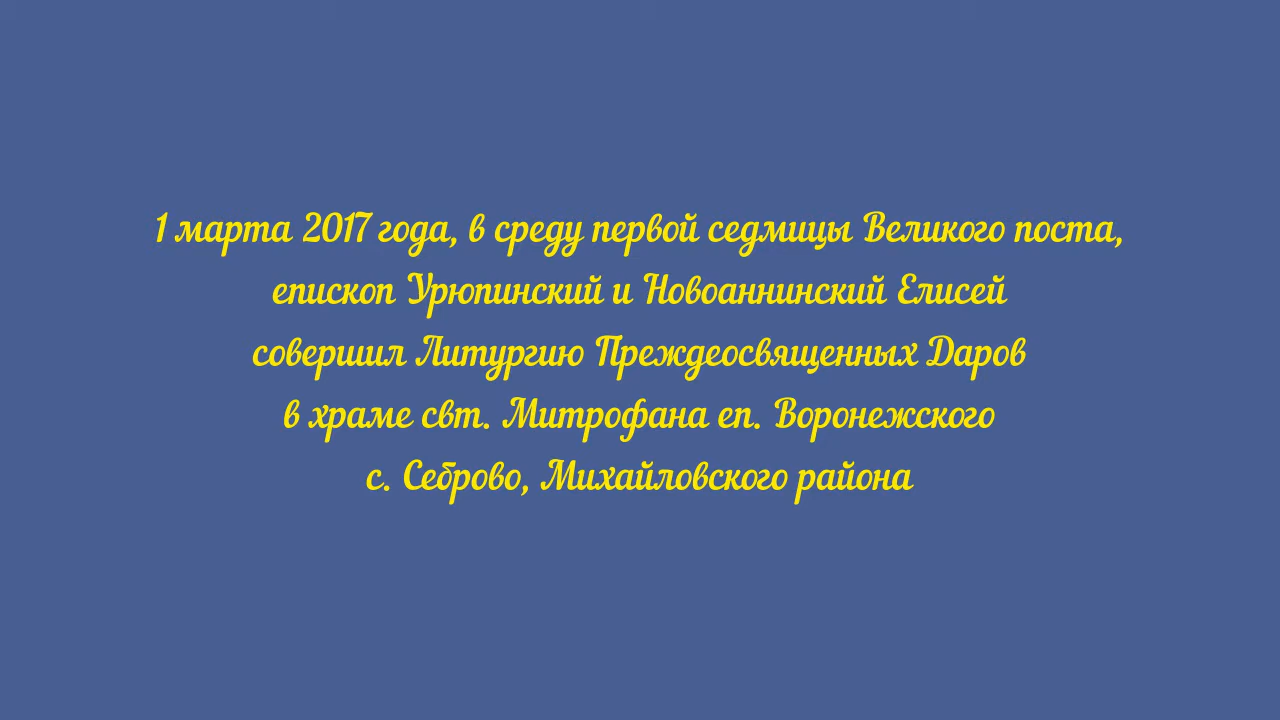 1 марта 2017 года, в среду первой седмицы Великого поста,
епископ Урюпинский и Новоаннинский Елисей
совершил Литургию Преждеосвященных Даров
в храме свт. Митрофана еп. Воронежского
с. Себрово, Михайловского района